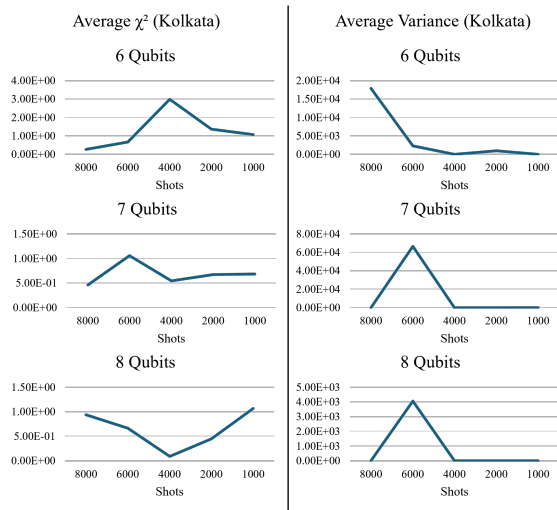 Average χ² (Kolkata)
6 Qubits
4.00E+00
3.00E+00
2.00E+00
1.00E+00
0.00E+00
8000 6000 4000 2000 1000
Shots
7 Qubits
1.50E+00
1.00E+00
5.00E-01
0.00E+00
8000 6000 4000 2000 1000
Shots
8 Qubits
1.50E+00
1.00E+00
5.00E-01
0.00E+00
8000 6000 4000 2000 1000
Shots
Average Variance (Kolkata)
6 Qubits
2.00E+04
1.50E+04
1.00E+04
5.00E+03
0.00E+00
8000 6000 4000 2000 1000
Shots
7 Qubits
8.00E+04
6.00E+04
4.00E+04
2.00E+04
0.00E+00
8000 6000 4000 2000 1000
Shots
8 Qubits
5.00E+03
4.00E+03
3.00E+03
2.00E+03
1.00E+03
0.00E+00
8000 6000 4000 2000 1000
Shots